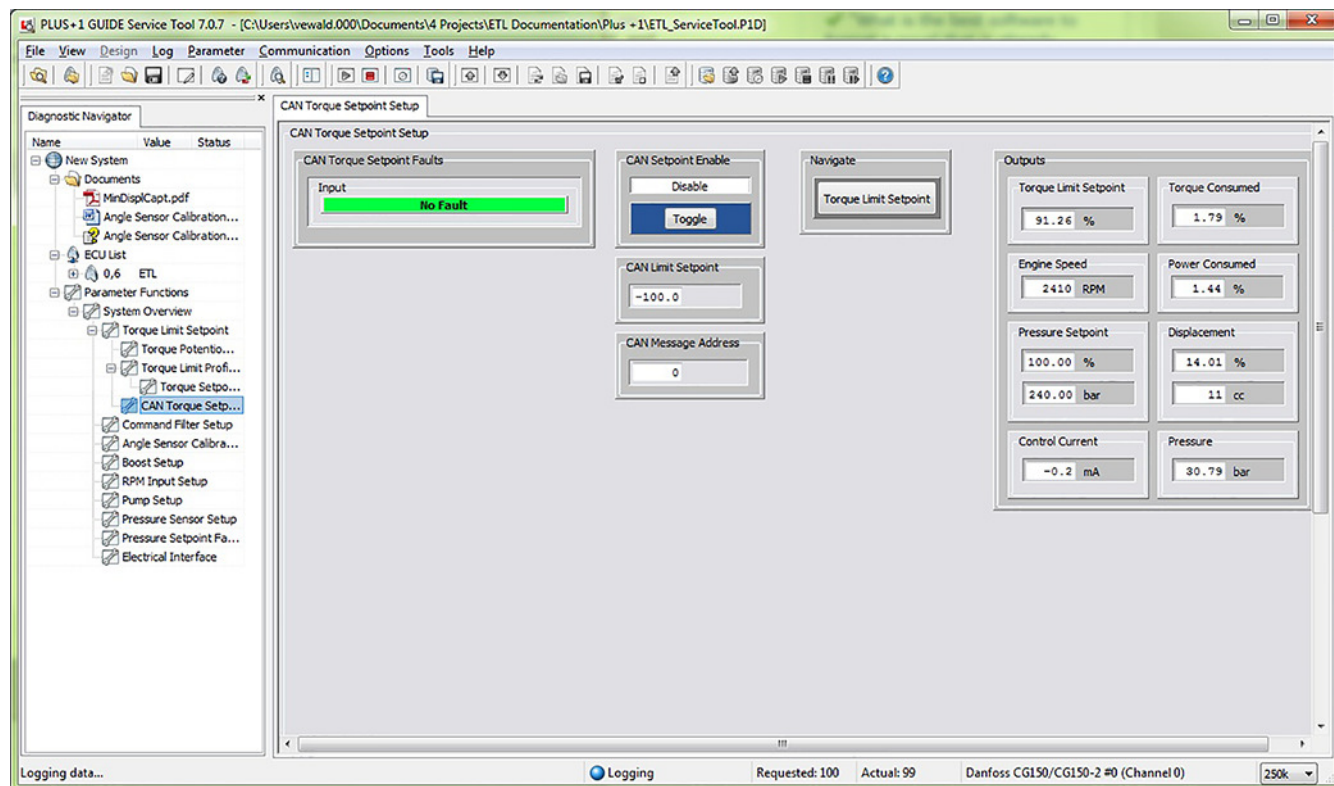 PLUS+1 GUIDE Service Tool 7.0.7 - [C:\Users\vewald.000\Documents\4 Projects\ETL Documentation\Plus +1\ETL_ServiceTool.P1D]
File View Design Log Parameter Communication Options Tools Help
Diagnostic Navigator
Name Value Status
New System
Documents
MinDisplCapt.pdf
Angle Sensor Calibration...
Angle Sensor Calibration...
ECU List
0,6 ETL
Parameter Functions
System Overview
Torque Limit Setpoint
Torque Potentio...
Torque Limit Profi...
Torque Setpo...
CAN Torque Setp...
Command Filter Setup
Angle Sensor Calibra...
Boost Setup
RPM Input Setup
Pump Setup
Pressure Sensor Setup
Pressure Setpoint Fa...
Electrical Interface
CAN Torque Setpoint Setup
CAN Torque Setpoint Setup
CAN Torque Setpoint Faults
Input
No Fault
CAN Setpoint Enable
Disable
Toggle
CAN Limit Setpoint
-100.0
CAN Message Address
0
Navigate
Torque Limit Setpoint
Outputs
Torque Limit Setpoint Torque Consumed
91.26 % 1.79 %
Engine Speed Power Consumed
2410 RPM 1.44 %
Pressure Setpoint Displacement
100.00 % 14.01 %
240.00 bar 11 cc
Control Current Pressure
-0.2 mA 30.79 bar
Logging data... Logging Requested: 100 Actual: 99 Danfoss CG150/CG150-2 #0 (Channel 0) 250k